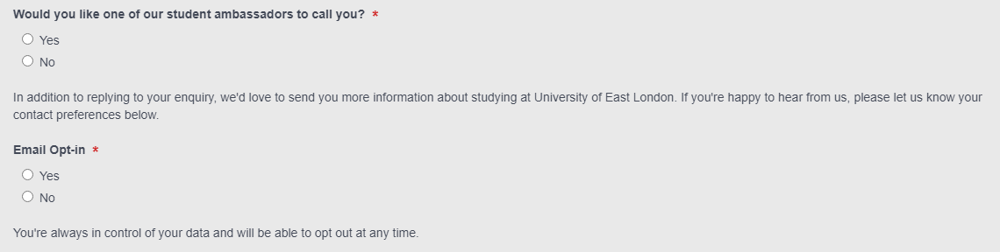 Would you like one of our student ambassadors to call you? *
Yes
No
In addition to replying to your enquiry, we'd love to send you more information about studying at University of East London. If you're happy to hear from us, please let us know your
contact preferences below.
Email Opt-in *
Yes
No
You're always in control of your data and will be able to opt out at any time.